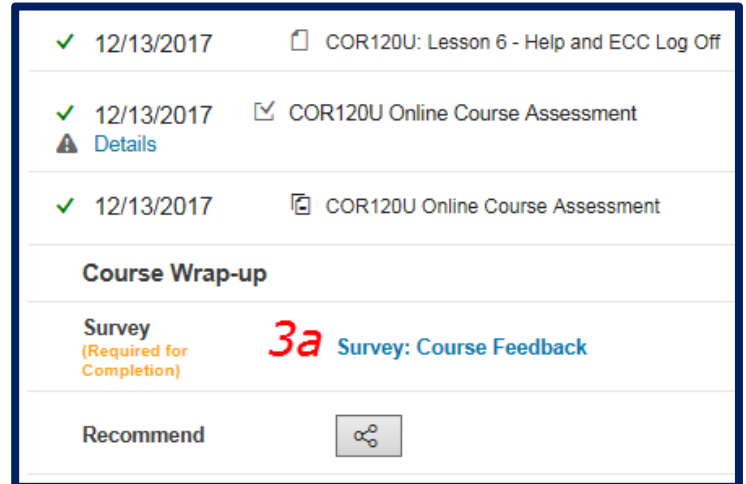 12/13/2017 COR120U: Lesson 6 - Help and ECC Log Off
12/13/2017 COR120U Online Course Assessment
Details
12/13/2017 COR120U Online Course Assessment
Course Wrap-up
Survey
(Required for
Completion)
3a Survey: Course Feedback
Recommend